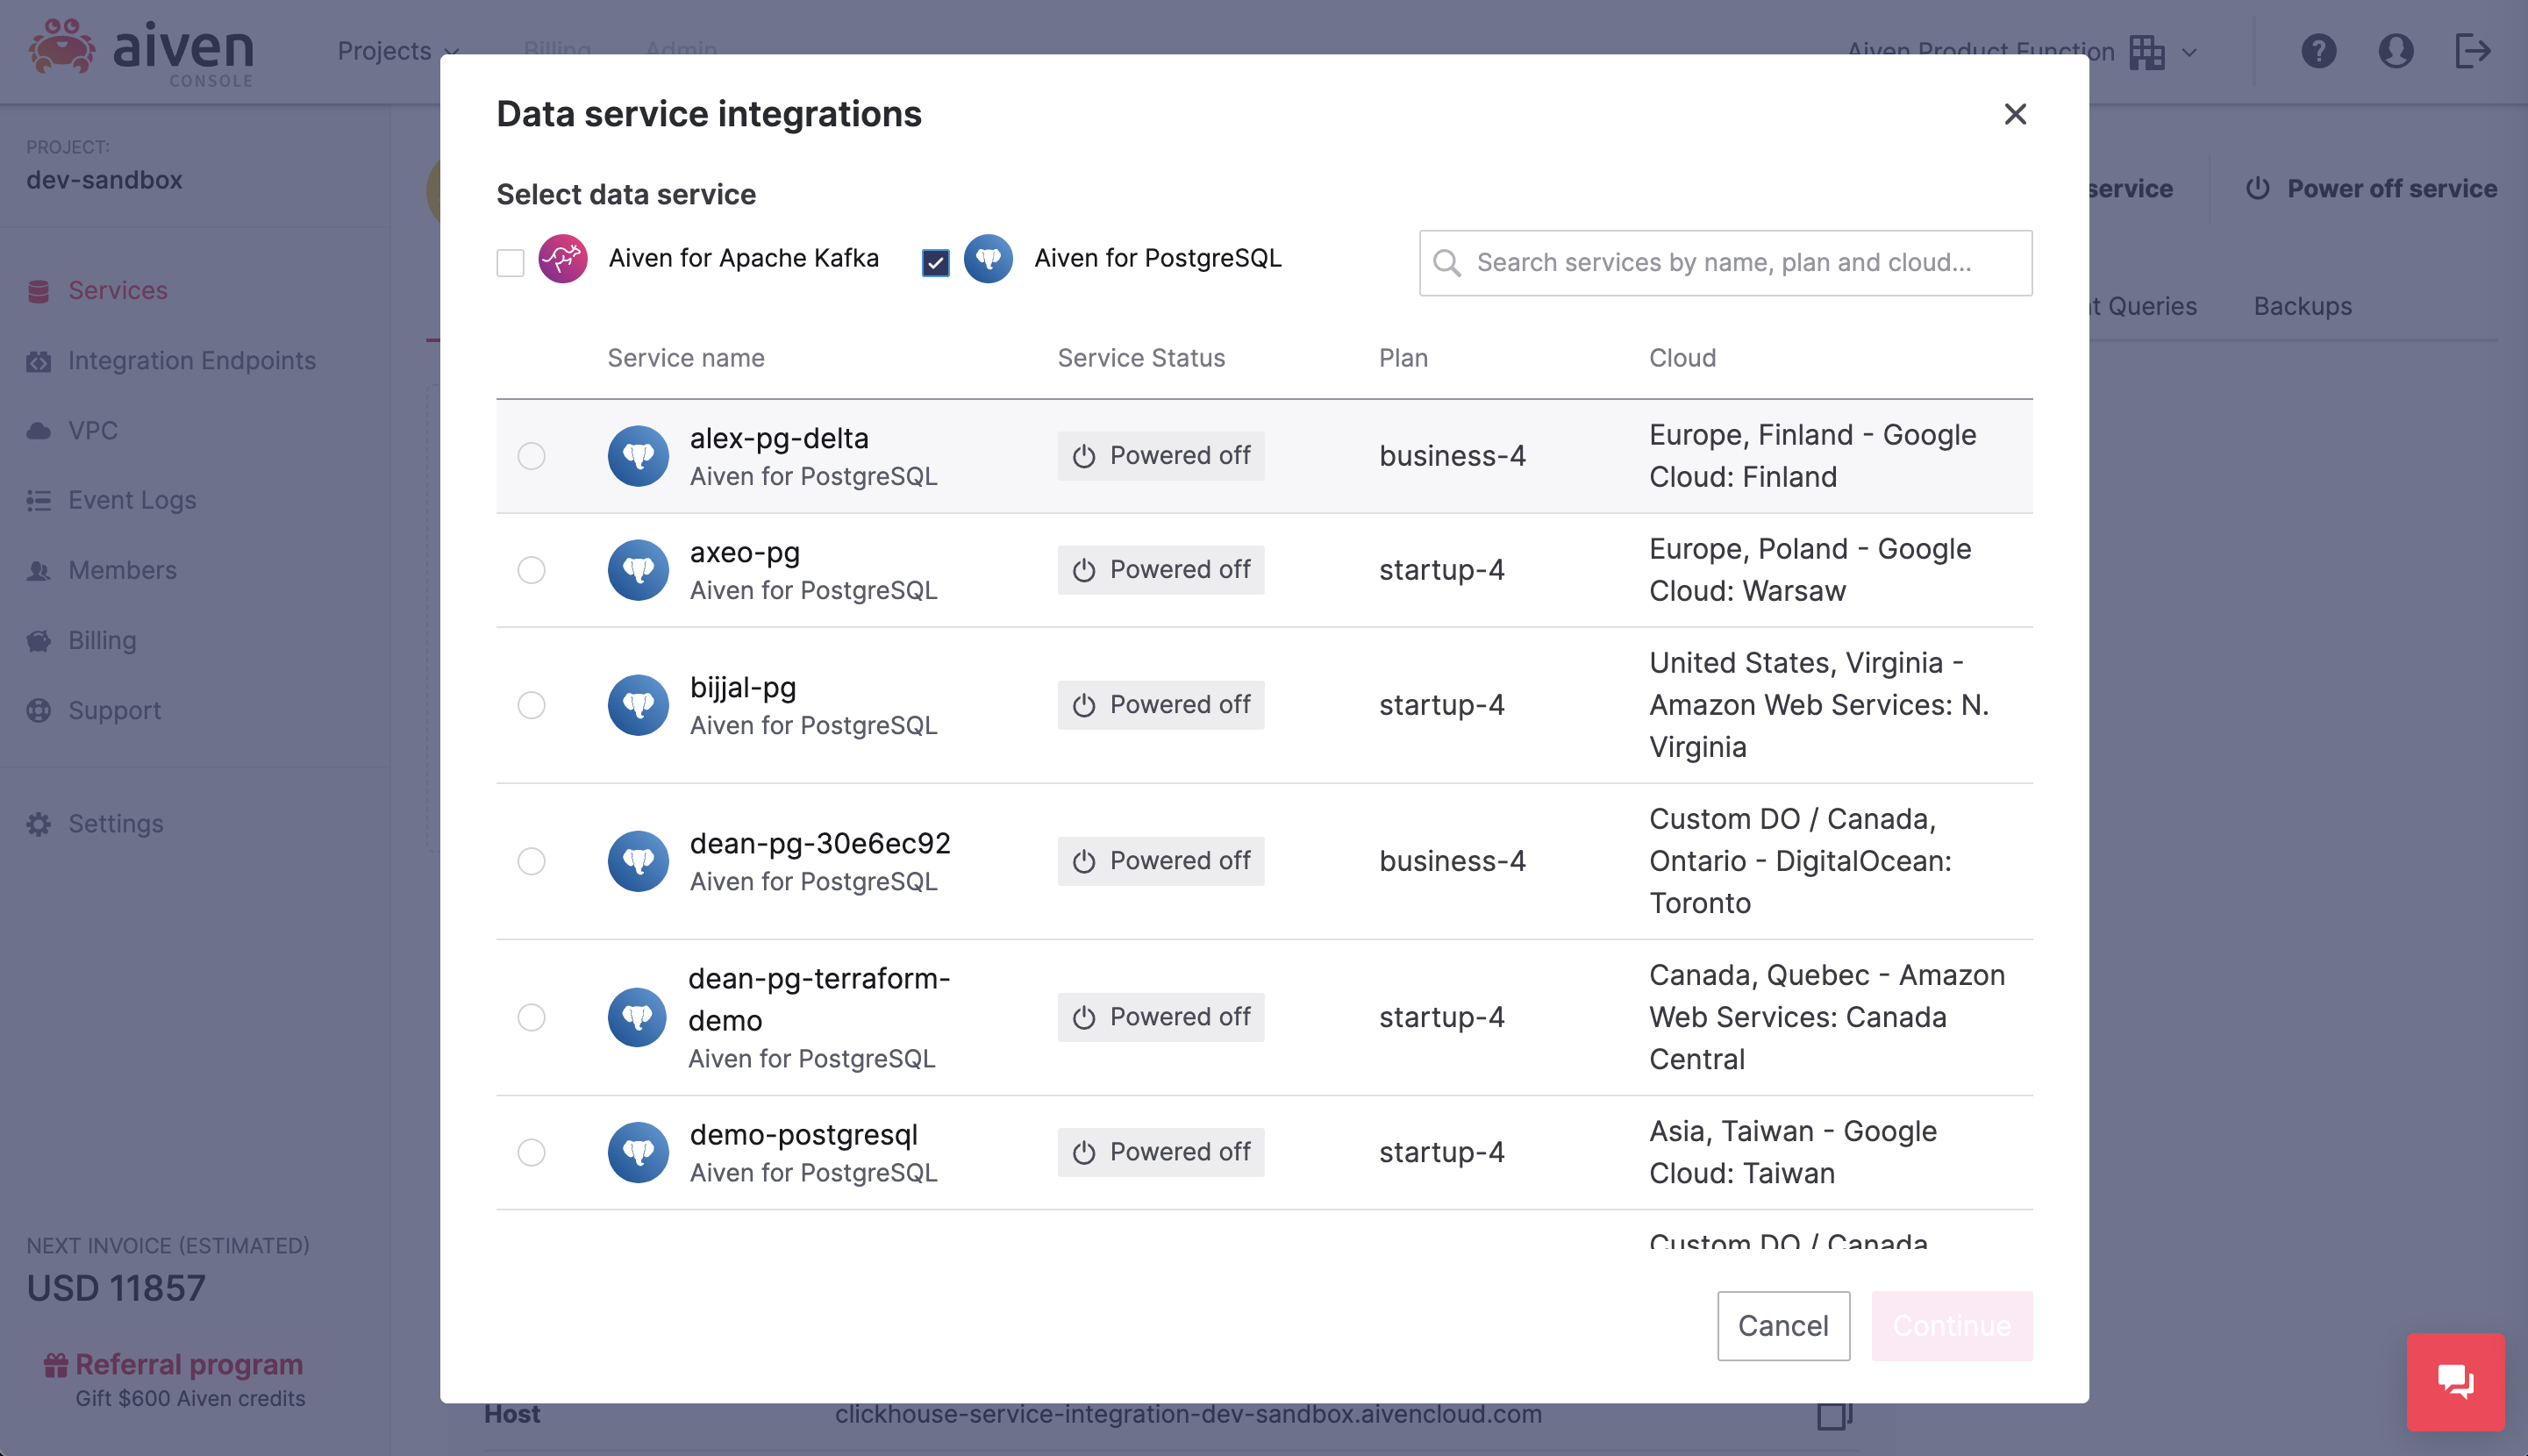 aiven
CONSOLE
Projects
Billing
Admin
Aiven Product Function
PROJECT:
dev-sandbox
Services
Integration Endpoints
VPC
Event Logs
Members
Billing
Support
Settings
NEXT INVOICE (ESTIMATED)
USD 11857
Referral program
Gift $600 Aiven credits
service
Power off service
Queries
Backups
Data service integrations
Select data service
Aiven for Apache Kafka
Aiven for PostgreSQL
Search services by name, plan and cloud...
Service name
Service Status
Plan
Cloud
alex-pg-delta
Aiven for PostgreSQL
Powered off
business-4
Europe, Finland - Google
Cloud: Finland
axeo-pg
Aiven for PostgreSQL
Powered off
startup-4
Europe, Poland - Google
Cloud: Warsaw
bijjal-pg
Aiven for PostgreSQL
Powered off
startup-4
United States, Virginia -
Amazon Web Services: N.
Virginia
dean-pg-30e6ec92
Aiven for PostgreSQL
Powered off
business-4
Custom DO / Canada,
Ontario - DigitalOcean:
Toronto
dean-pg-terraform-
demo
Aiven for PostgreSQL
Powered off
startup-4
Canada, Quebec - Amazon
Web Services: Canada
Central
demo-postgresql
Aiven for PostgreSQL
Powered off
startup-4
Asia, Taiwan - Google
Cloud: Taiwan
Custom DO / Canada
Cancel
Continue
Host
clickhouse-service-integration-dev-sandbox.aivencloud.com